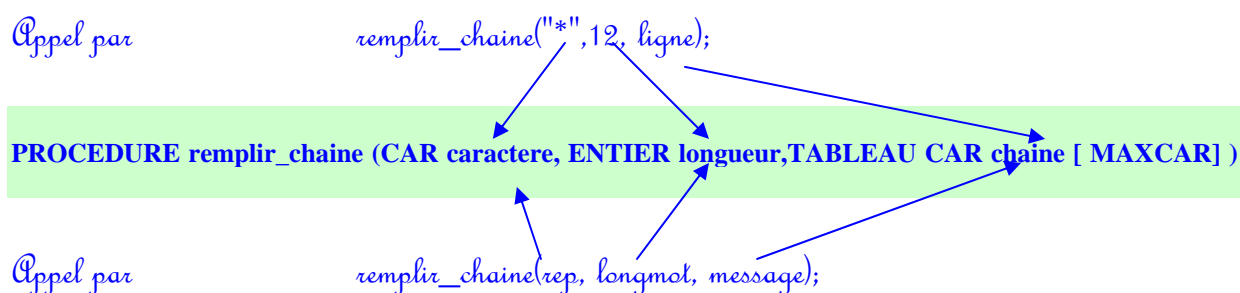 Appel par remplir_chaine("*",12, ligne);
PROCEDURE remplir_chaine (CAR caractere, ENTIER longueur,TABLEAU CAR chaine [ MAXCAR] )
Appel par remplir_chaine(rep, longmot, message);